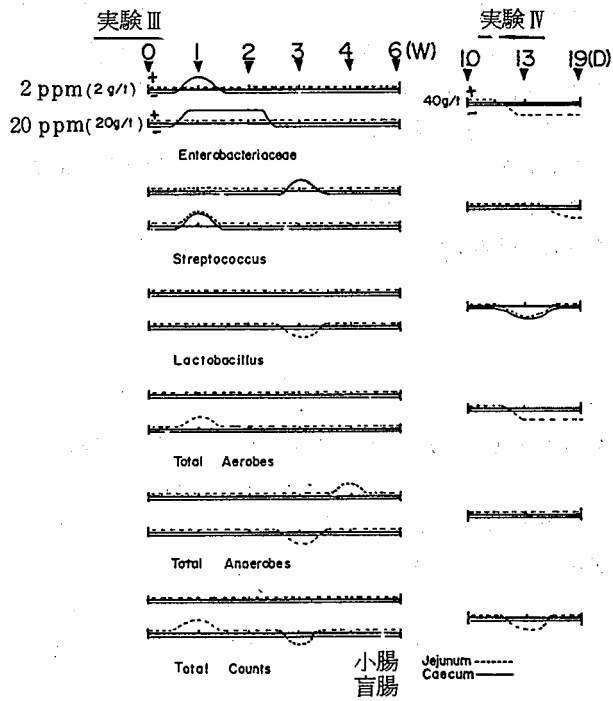 実験Ⅲ 実験Ⅳ
0 1 2 3 4 6 (W) 10 13 19(D)
2 ppm (2 g/t) + − 40g/t + −
20 ppm (20g/t) + −
Enterobacteriaceae
Streptococcus
Lactobacillus
Total Aerobes
Total Anaerobes
Total Counts
小腸 Jejunum
盲腸 Caecum